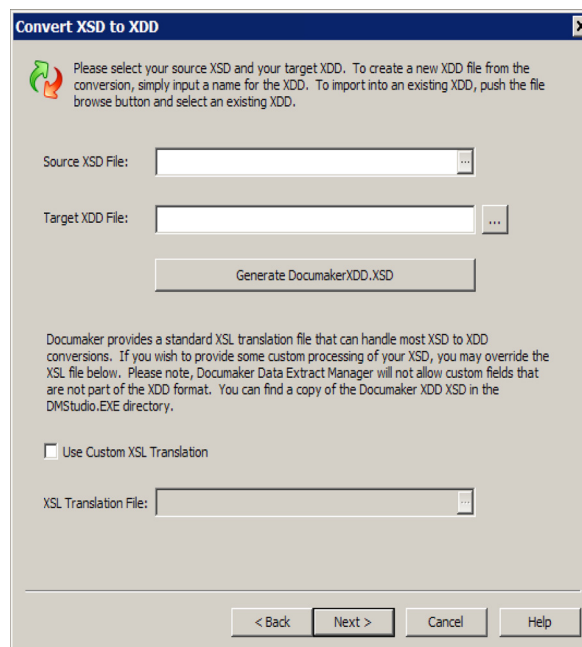 Convert XSD to XDD
Please select your source XSD and your target XDD. To create a new XDD file from the
conversion, simply input a name for the XDD. To import into an existing XDD, push the file
browse button and select an existing XDD.
Source XSD File:
...
Target XDD File:
...
Generate DocumakerXDD.XSD
Documaker provides a standard XSL translation file that can handle most XSD to XDD
conversions. If you wish to provide some custom processing of your XSD, you may override the
XSL file below. Please note, Documaker Data Extract Manager will not allow custom fields that
are not part of the XDD format. You can find a copy of the Documaker XDD XSD in the
DMStudio.EXE directory.
Use Custom XSL Translation
XSL Translation File:
...
< Back Next > Cancel Help